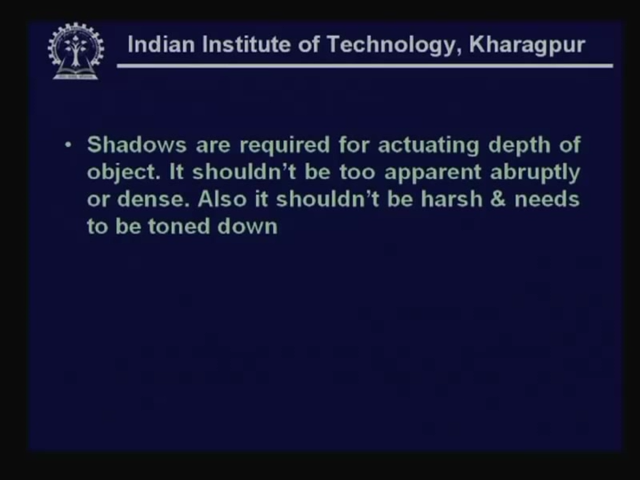 Indian Institute of Technology, Kharagpur
• Shadows are required for actuating depth of
object. It shouldn't be too apparent abruptly
or dense. Also it shouldn't be harsh & needs
to be toned down